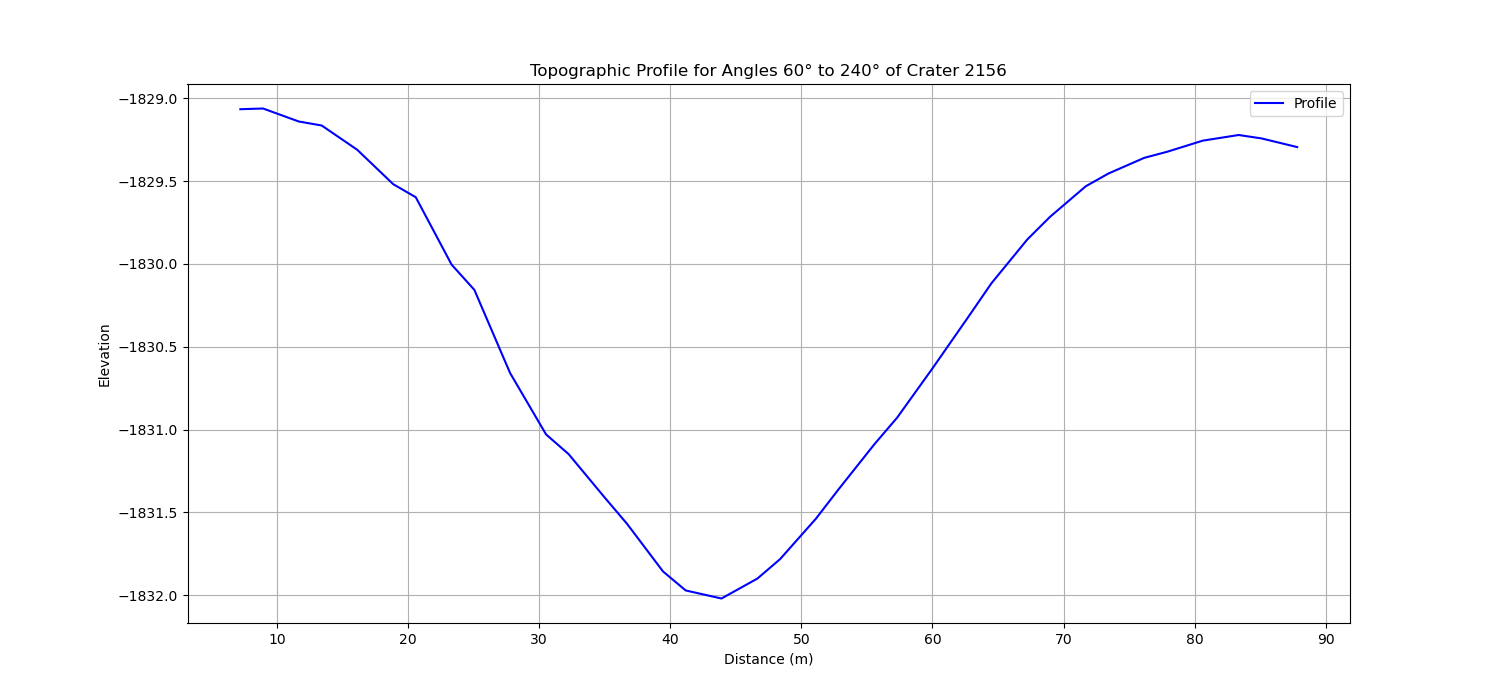 Topographic Profile for Angles 60° to 240° of Crater 2156
Profile
−1829.0
−1829.5
−1830.0
−1830.5
−1831.0
−1831.5
−1832.0
Elevation
10 20 30 40 50 60 70 80 90
Distance (m)